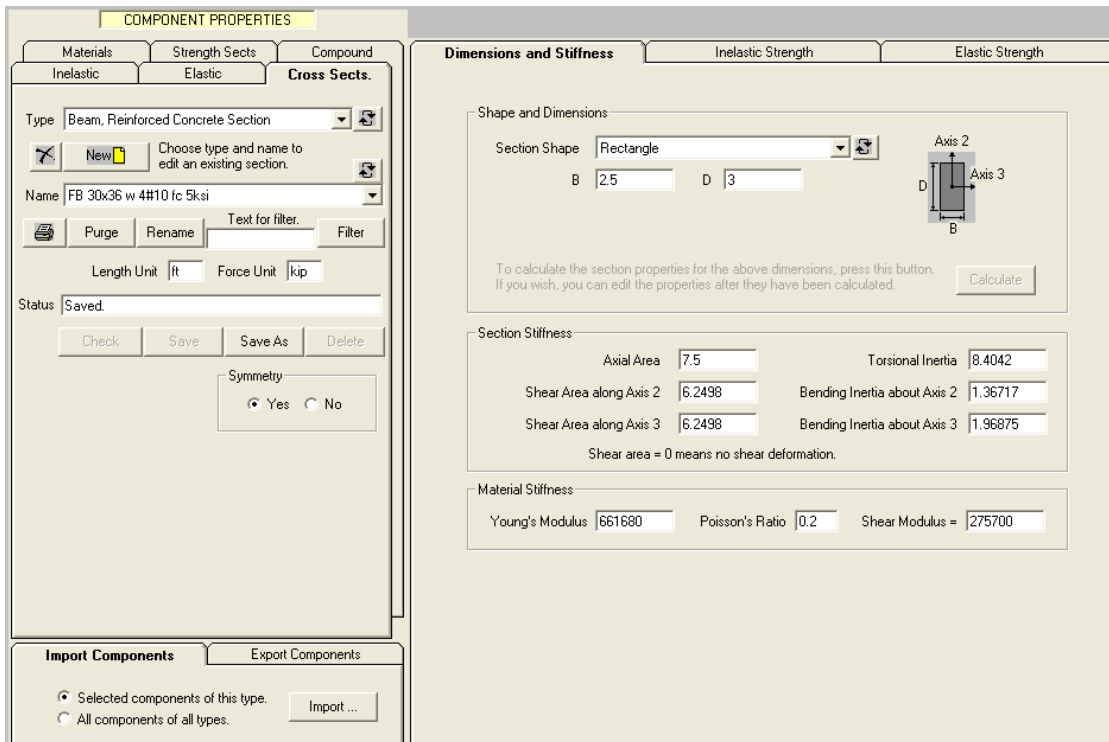 COMPONENT PROPERTIES
Materials Strength Sects Compound
Inelastic Elastic Cross Sects.
Type Beam, Reinforced Concrete Section
New Choose type and name to
edit an existing section.
Name FB 30x36 w 4#10 fc 5ksi
Text for filter.
Purge Rename Filter
Length Unit ft Force Unit kip
Status Saved.
Check Save Save As Delete
Symmetry
Yes No
Import Components Export Components
Selected components of this type.
All components of all types.
Import ...
Dimensions and Stiffness Inelastic Strength Elastic Strength
Shape and Dimensions
Section Shape Rectangle
B 2.5 D 3
Axis 2
Axis 3
D
B
To calculate the section properties for the above dimensions, press this button.
If you wish, you can edit the properties after they have been calculated.
Calculate
Section Stiffness
Axial Area 7.5 Torsional Inertia 8.4042
Shear Area along Axis 2 6.2498 Bending Inertia about Axis 2 1.36717
Shear Area along Axis 3 6.2498 Bending Inertia about Axis 3 1.96875
Shear area = 0 means no shear deformation.
Material Stiffness
Young's Modulus 661680 Poisson's Ratio 0.2 Shear Modulus = 275700